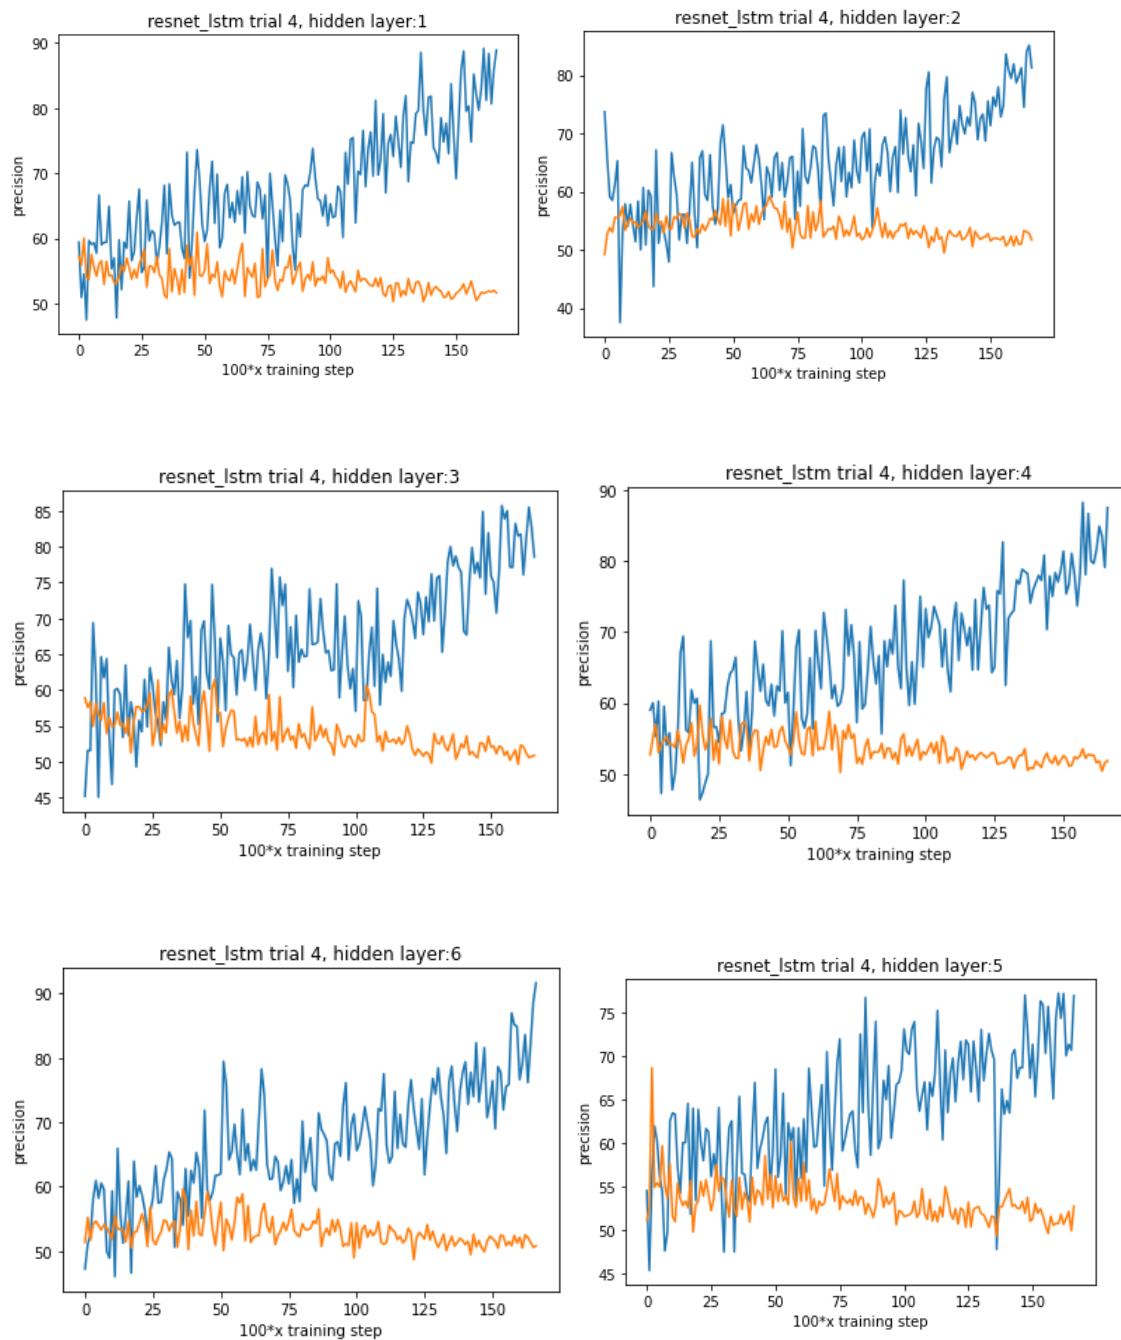 resnet_lstm trial 4, hidden layer:1
90
80
70
60
50
precision
0 25 50 75 100 125 150
100*x training step
resnet_lstm trial 4, hidden layer:2
80
70
60
50
40
precision
0 25 50 75 100 125 150
100*x training step
resnet_lstm trial 4, hidden layer:3
85
80
75
70
65
60
55
50
45
precision
0 25 50 75 100 125 150
100*x training step
resnet_lstm trial 4, hidden layer:4
90
80
70
60
50
precision
0 25 50 75 100 125 150
100*x training step
resnet_lstm trial 4, hidden layer:6
90
80
70
60
50
precision
0 25 50 75 100 125 150
100*x training step
resnet_lstm trial 4, hidden layer:5
75
70
65
60
55
50
45
precision
0 25 50 75 100 125 150
100*x training step